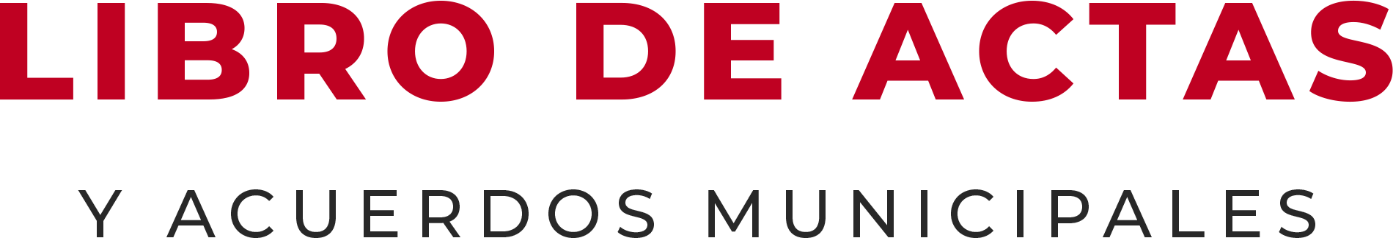 LIBRO DE ACTAS
Y ACUERDOS MUNICIPALES